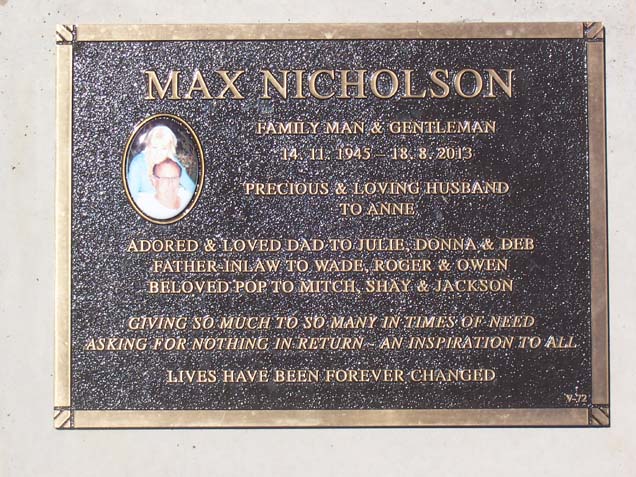 MAX NICHOLSON
FAMILY MAN & GENTLEMAN
14. 11. 1945 – 18. 8. 2013
PRECIOUS & LOVING HUSBAND
TO ANNE
ADORED & LOVED DAD TO JULIE, DONNA & DEB
FATHER-INLAW TO WADE, ROGER & OWEN
BELOVED POP TO MITCH, SHAY & JACKSON
GIVING SO MUCH TO SO MANY IN TIMES OF NEED
ASKING FOR NOTHING IN RETURN – AN INSPIRATION TO ALL
LIVES HAVE BEEN FOREVER CHANGED
V-72